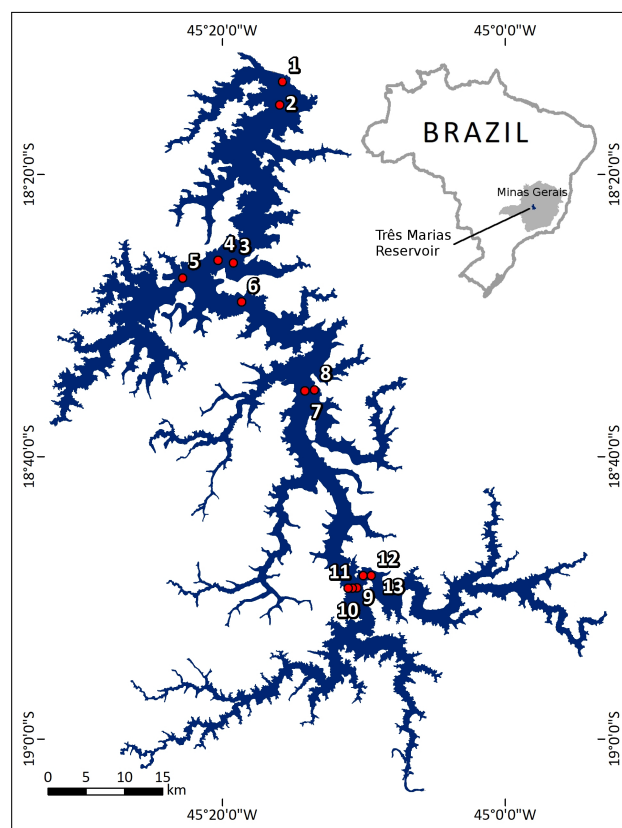 45°20'0"W 45°0'0"W
1
2
BRAZIL
18°20'0"S 18°20'0"S
Minas Gerais
Três Marias
Reservoir
4 3
5
6
8
7
18°40'0"S 18°40'0"S
12
11
13
9
10
19°0'0"S 19°0'0"S
0 5 10 15
km
45°20'0"W 45°0'0"W